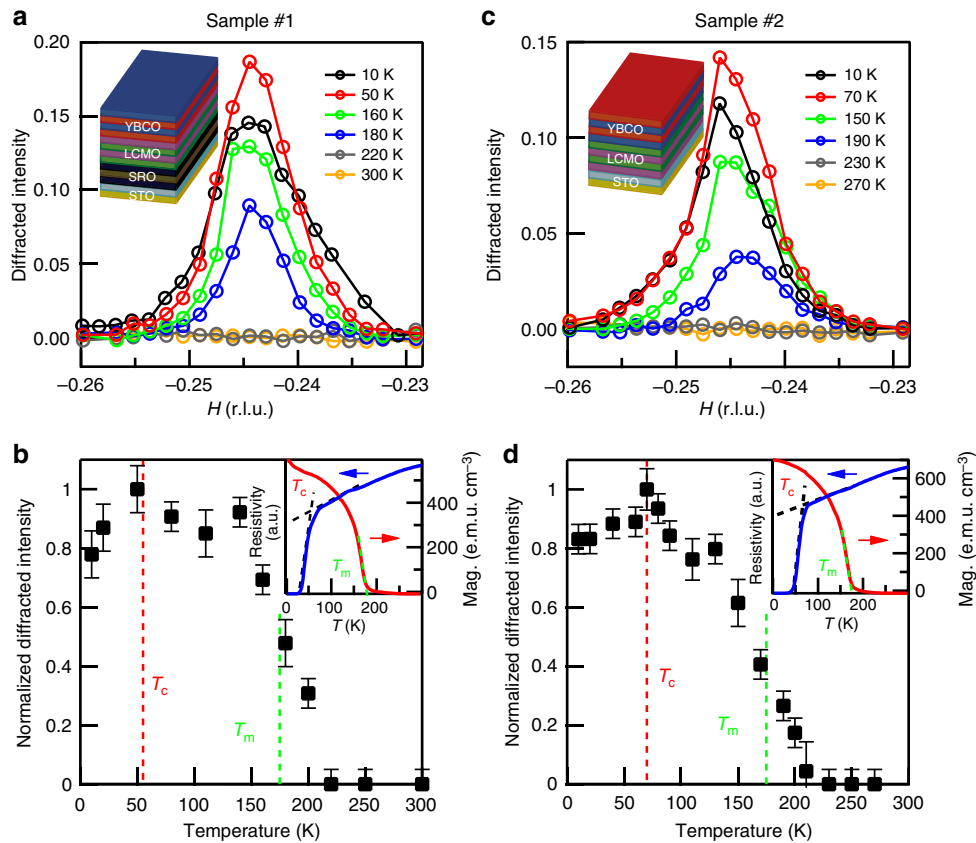 a
Sample #1
0.20
0.15
0.10
0.05
0.00
Diffracted intensity
YBCO
LCMO
SRO
STO
10 K
50 K
160 K
180 K
220 K
300 K
−0.26
−0.25
−0.24
−0.23
H (r.l.u.)
c
Sample #2
0.15
0.10
0.05
0.00
Diffracted intensity
YBCO
LCMO
STO
10 K
70 K
150 K
190 K
230 K
270 K
−0.26
−0.25
−0.24
−0.23
H (r.l.u.)
b
1
0.8
0.6
0.4
0.2
0
Normalized diffracted intensity
Tc
Tm
0
50
100
150
200
250
300
Temperature (K)
Resistivity
(a.u.)
Tc
Tm
400
200
0
Mag. (e.m.u. cm−3)
0
100
200
T (K)
d
1
0.8
0.6
0.4
0.2
0
Normalized diffracted intensity
Tc
Tm
0
50
100
150
200
250
300
Temperature (K)
Resistivity (a.u.)
Tc
Tm
600
400
200
0
Mag. (e.m.u. cm−3)
0
100
200
T (K)